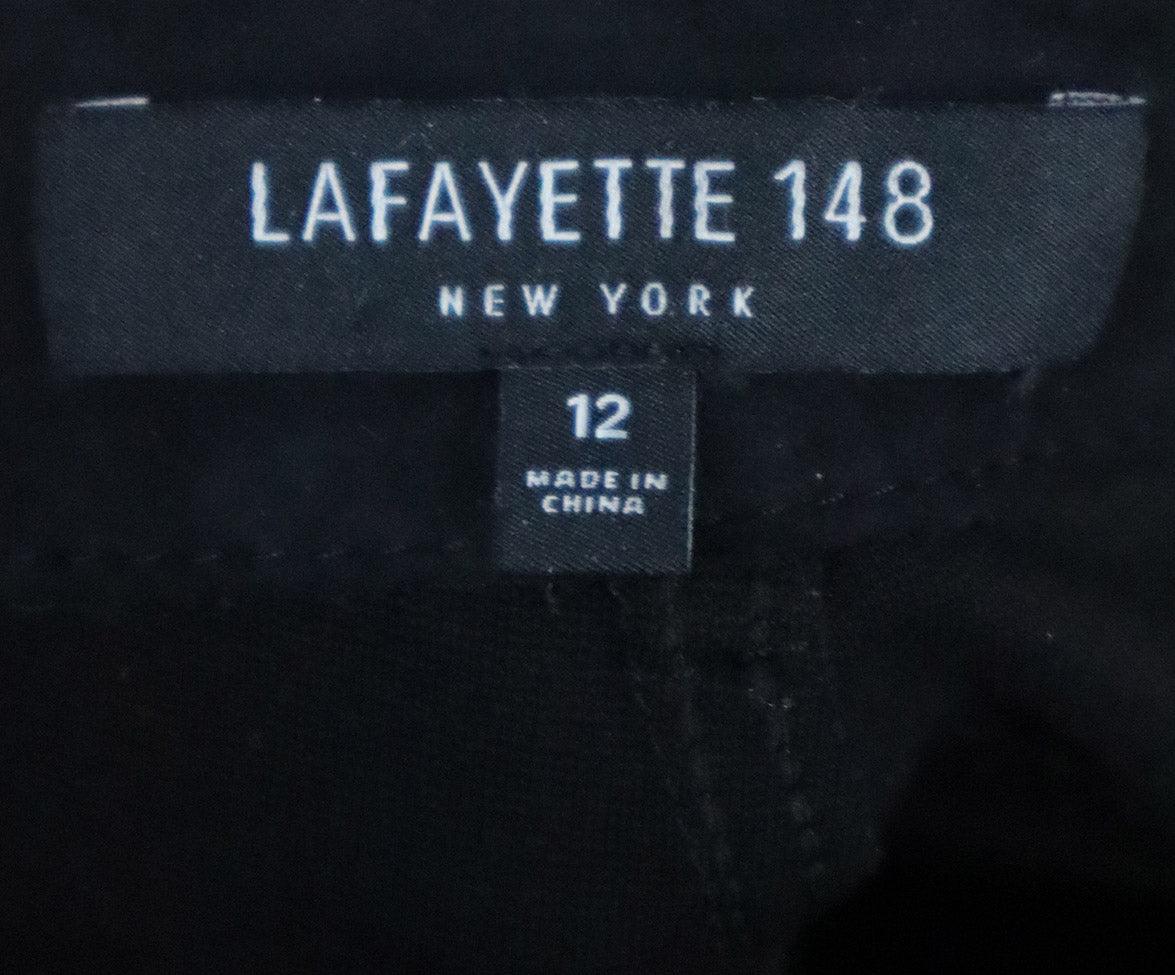 LAFAYETTE 148
NEW YORK
12
MADE IN
CHINA